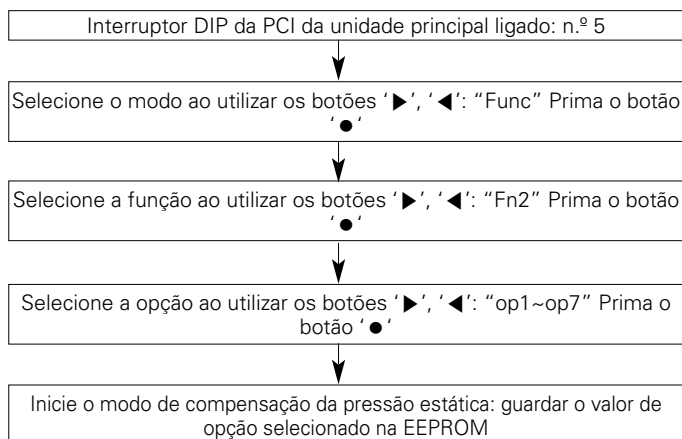 Interruptor DIP da PCI da unidade principal ligado: n.º 5
Selecione o modo ao utilizar os botões ‘▶’, ‘◀’: “Func” Prima o botão
‘●‘
Selecione a função ao utilizar os botões ‘▶’, ‘◀’: “Fn2” Prima o botão
‘●‘
Selecione a opção ao utilizar os botões ‘▶’, ‘◀’: “op1~op7” Prima o
botão ‘●‘
Inicie o modo de compensação da pressão estática: guardar o valor de
opção selecionado na EEPROM